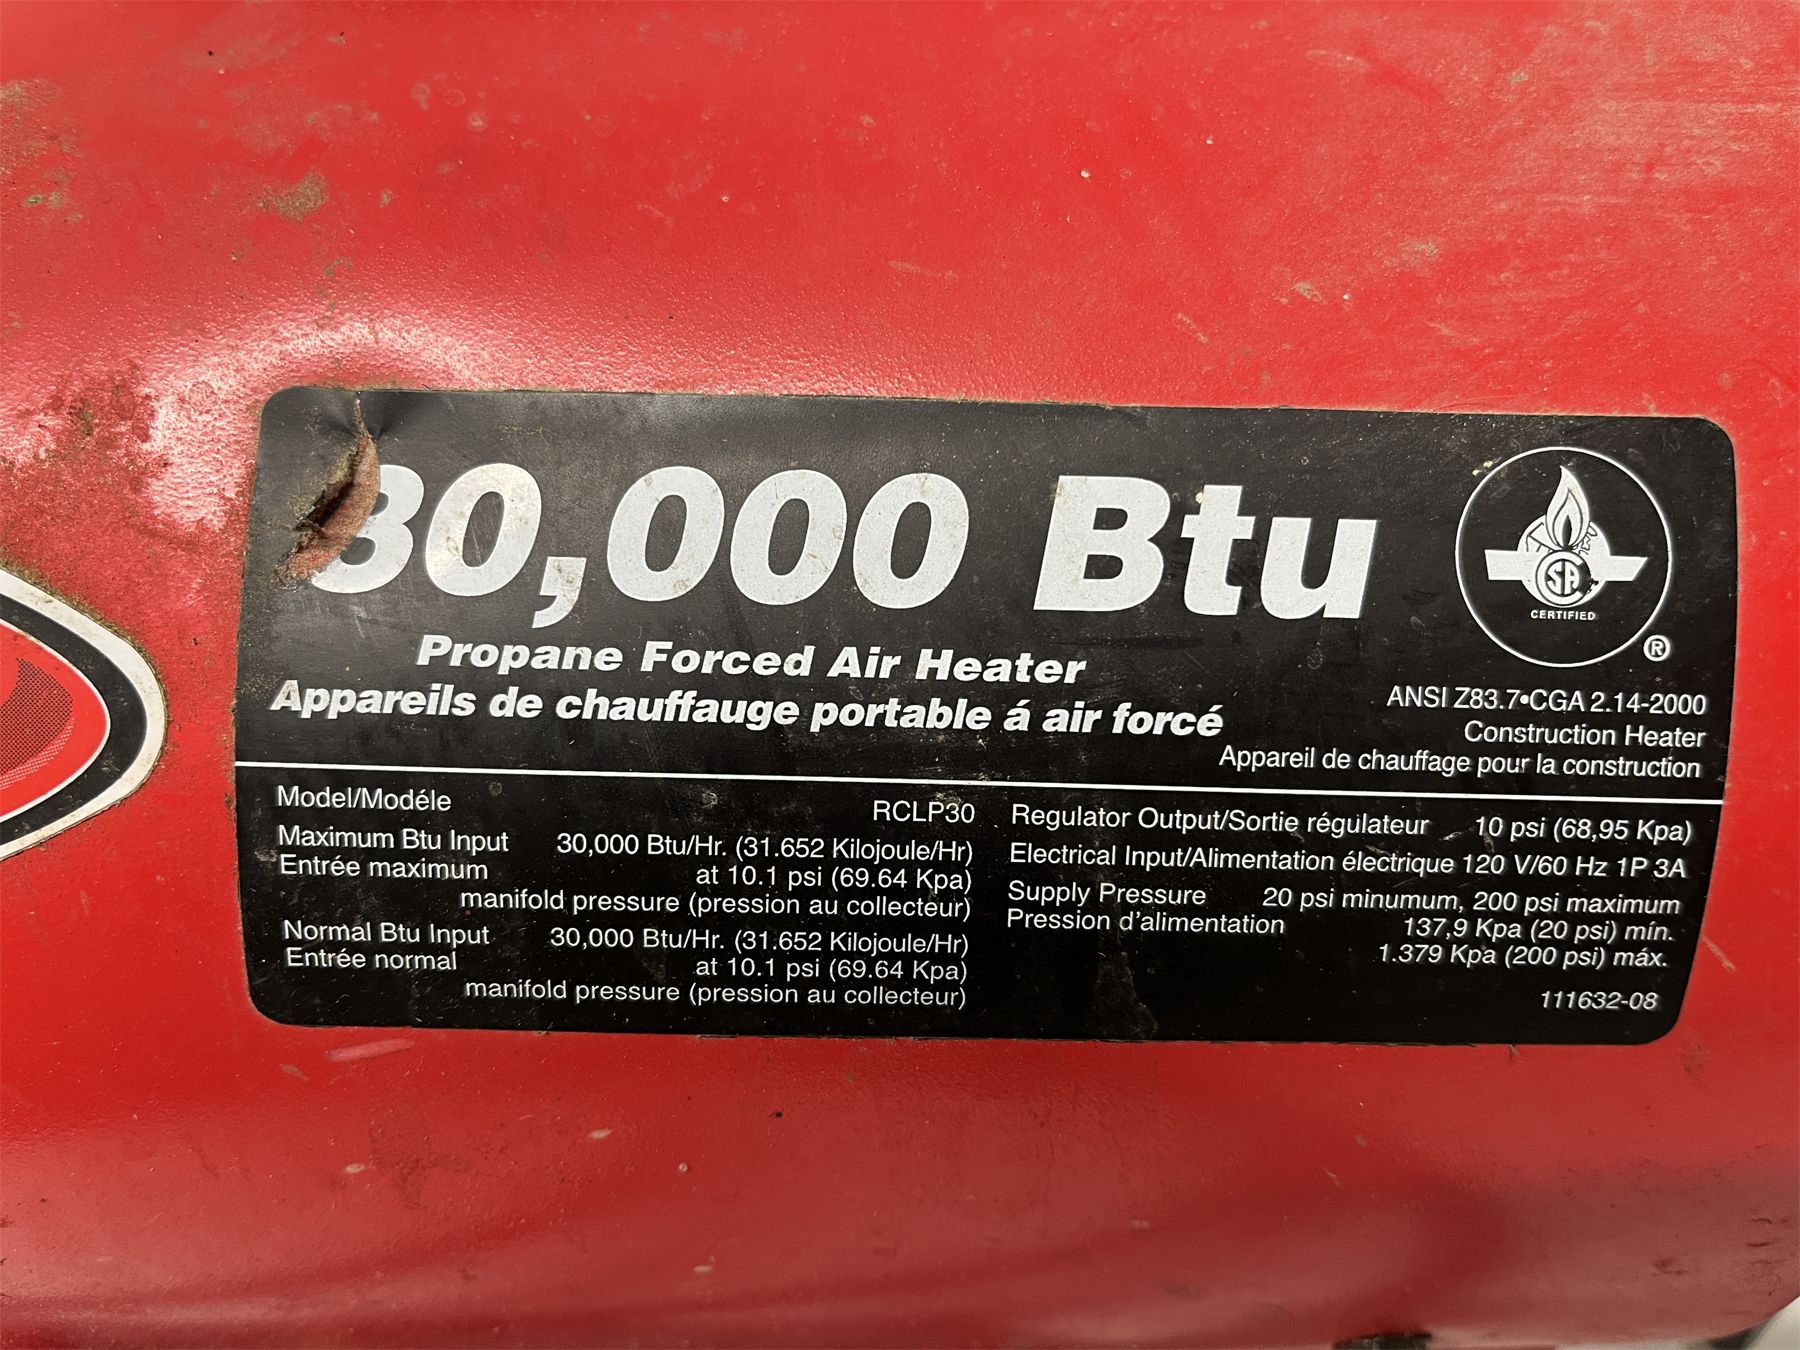 30,000 Btu
Propane Forced Air Heater
Appareils de chauffauge portable á air forcé
CSA
CERTIFIED
®
ANSI Z83.7•CGA 2.14-2000
Construction Heater
Appareil de chauffage pour la construction
Model/Modéle RCLP30
Maximum Btu Input 30,000 Btu/Hr. (31.652 Kilojoule/Hr)
Entrée maximum at 10.1 psi (69.64 Kpa)
manifold pressure (pression au collecteur)
Normal Btu Input 30,000 Btu/Hr. (31.652 Kilojoule/Hr)
Entrée normal at 10.1 psi (69.64 Kpa)
manifold pressure (pression au collecteur)
Regulator Output/Sortie régulateur 10 psi (68,95 Kpa)
Electrical Input/Alimentation électrique 120 V/60 Hz 1P 3A
Supply Pressure 20 psi minumum, 200 psi maximum
Pression d'alimentation 137,9 Kpa (20 psi) mín.
1.379 Kpa (200 psi) máx.
111632-08